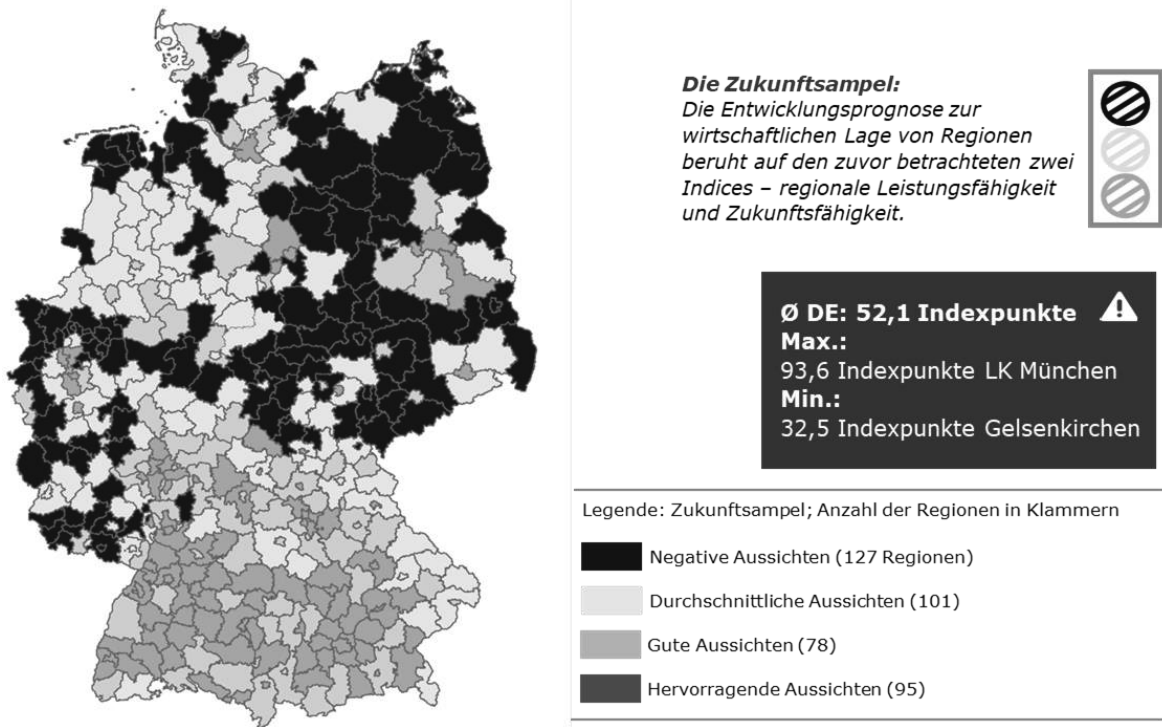 Die Zukunftsampel:
Die Entwicklungsprognose zur
wirtschaftlichen Lage von Regionen
beruht auf den zuvor betrachteten zwei
Indices – regionale Leistungsfähigkeit
und Zukunftsfähigkeit.
Ø DE: 52,1 Indexpunkte
Max.:
93,6 Indexpunkte LK München
Min.:
32,5 Indexpunkte Gelsenkirchen
Legende: Zukunftsampel; Anzahl der Regionen in Klammern
Negative Aussichten (127 Regionen)
Durchschnittliche Aussichten (101)
Gute Aussichten (78)
Hervorragende Aussichten (95)